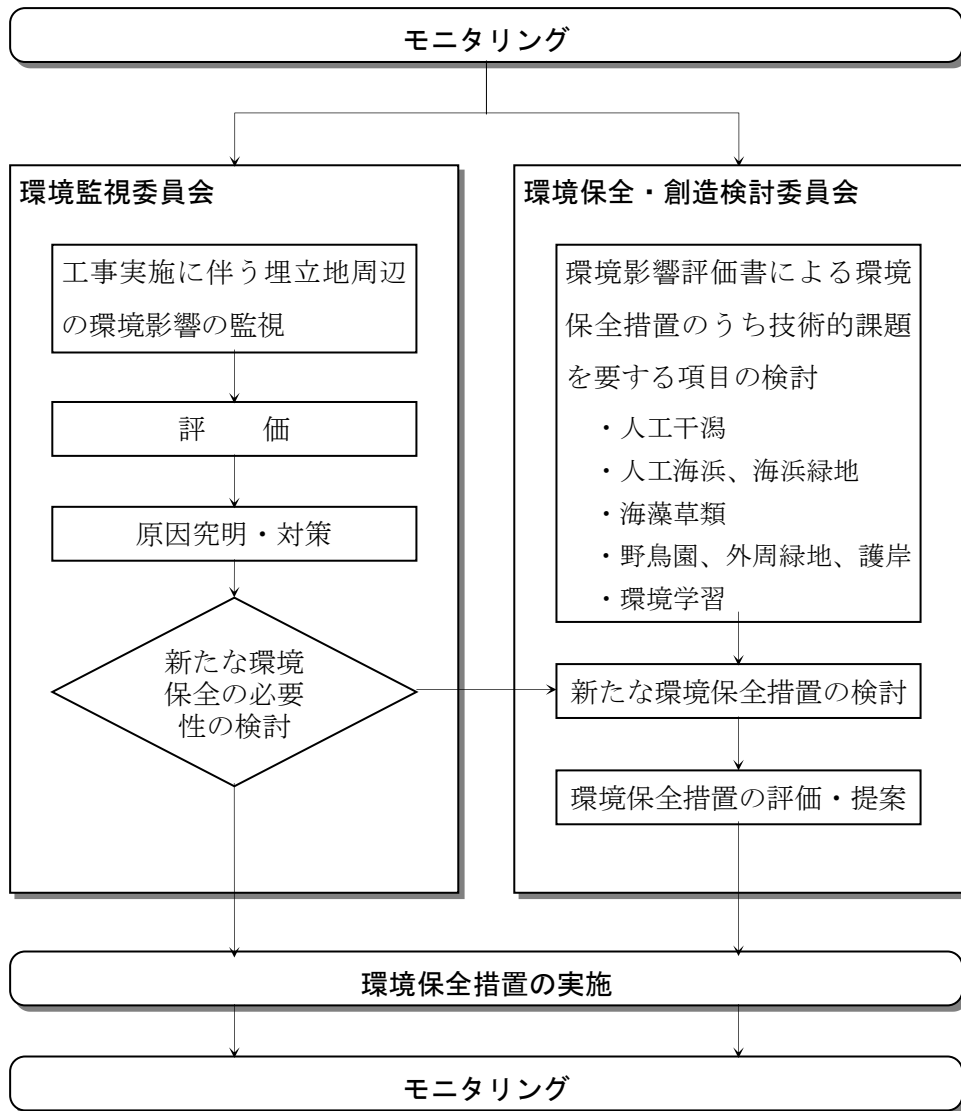 モニタリング
環境監視委員会
工事実施に伴う埋立地周辺
の環境影響の監視
評　価
原因究明・対策
新たな環境
保全の必要
性の検討
環境保全・創造検討委員会
環境影響評価書による環境
保全措置のうち技術的課題
を要する項目の検討
・人工干潟
・人工海浜、海浜緑地
・海藻草類
・野鳥園、外周緑地、護岸
・環境学習
新たな環境保全措置の検討
環境保全措置の評価・提案
環境保全措置の実施
モニタリング